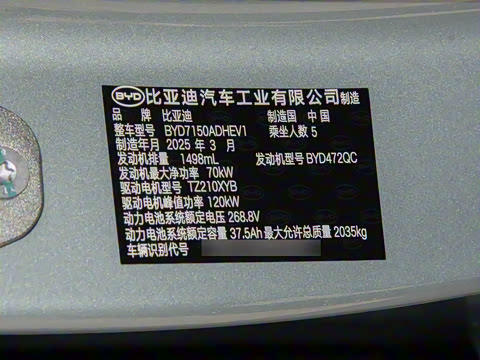 BYD 比亚迪汽车工业有限公司 制造
品 牌 比亚迪 制造国 中 国
整车型号 BYD7150ADHEV1 乘坐人数 5
制造年月 2025 年 3 月
发动机排量 1498mL 发动机型号 BYD472QC
发动机最大净功率 70kW
驱动电机型号 TZ210XYB
驱动电机峰值功率 120kW
动力电池系统额定电压 268.8V
动力电池系统额定容量 37.5Ah 最大允许总质量 2035kg
车辆识别代号